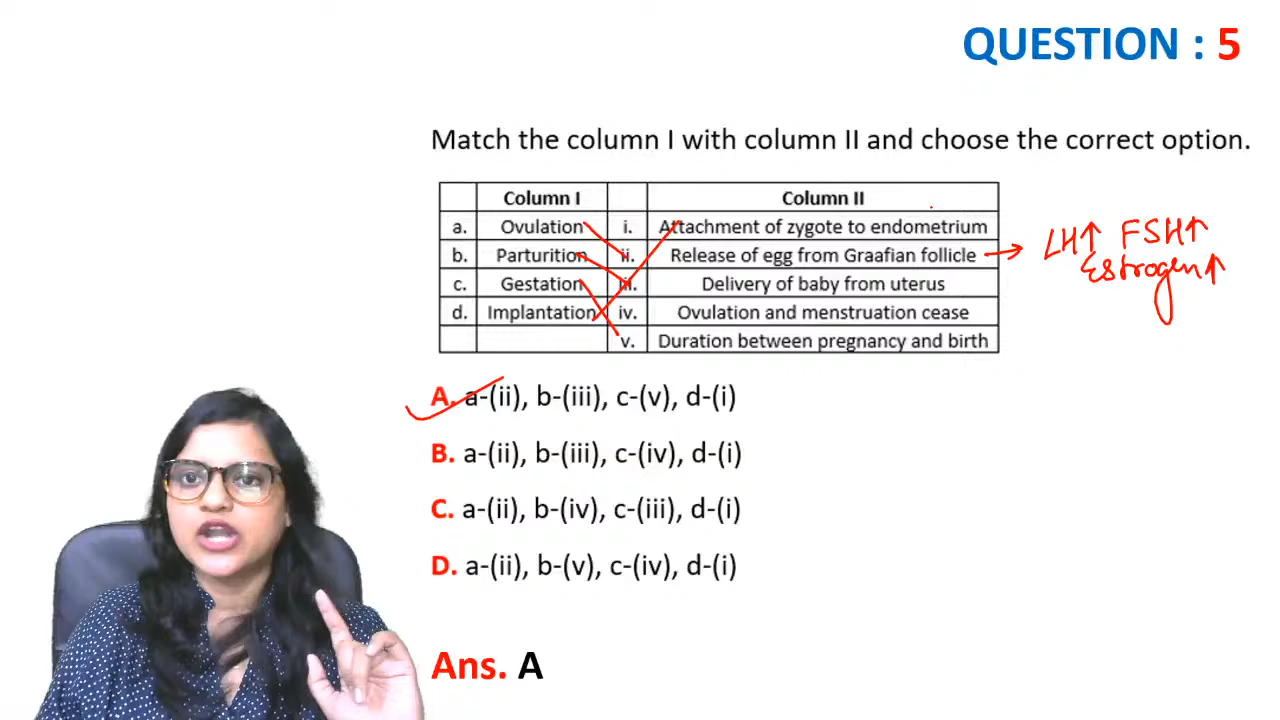 QUESTION : 5
Match the column I with column II and choose the correct option.
Column I Column II
a. Ovulation i. Attachment of zygote to endometrium
b. Parturition ii. Release of egg from Graafian follicle
c. Gestation iii. Delivery of baby from uterus
d. Implantation iv. Ovulation and menstruation cease
v. Duration between pregnancy and birth
LH↑ FSH↑
Estrogen↑
A. a-(ii), b-(iii), c-(v), d-(i)
B. a-(ii), b-(iii), c-(iv), d-(i)
C. a-(ii), b-(iv), c-(iii), d-(i)
D. a-(ii), b-(v), c-(iv), d-(i)
Ans. A